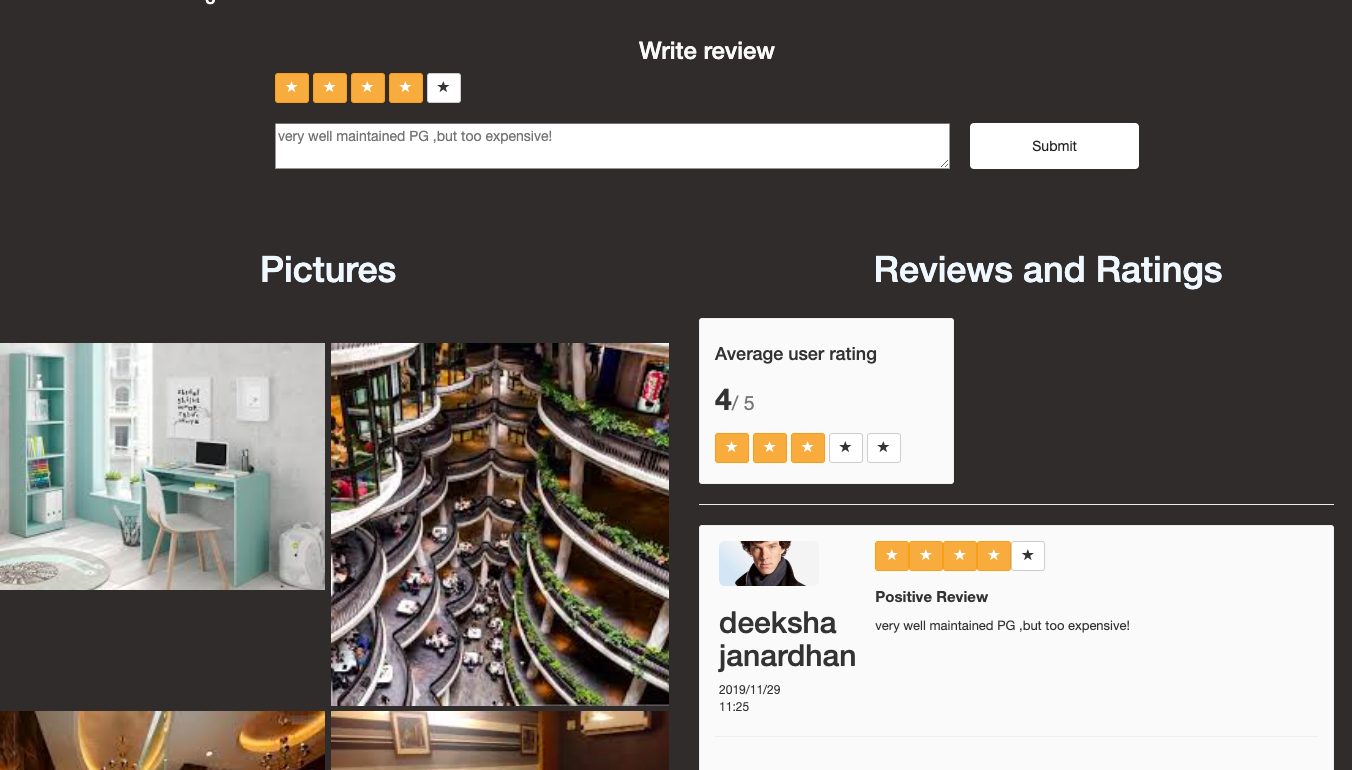 Write review
★ ★ ★ ★ ★
very well maintained PG ,but too expensive!
Submit
Pictures
Reviews and Ratings
Average user rating
4/ 5
★ ★ ★ ★ ★
★ ★ ★ ★ ★
Positive Review
very well maintained PG ,but too expensive!
deeksha
janardhan
2019/11/29
11:25